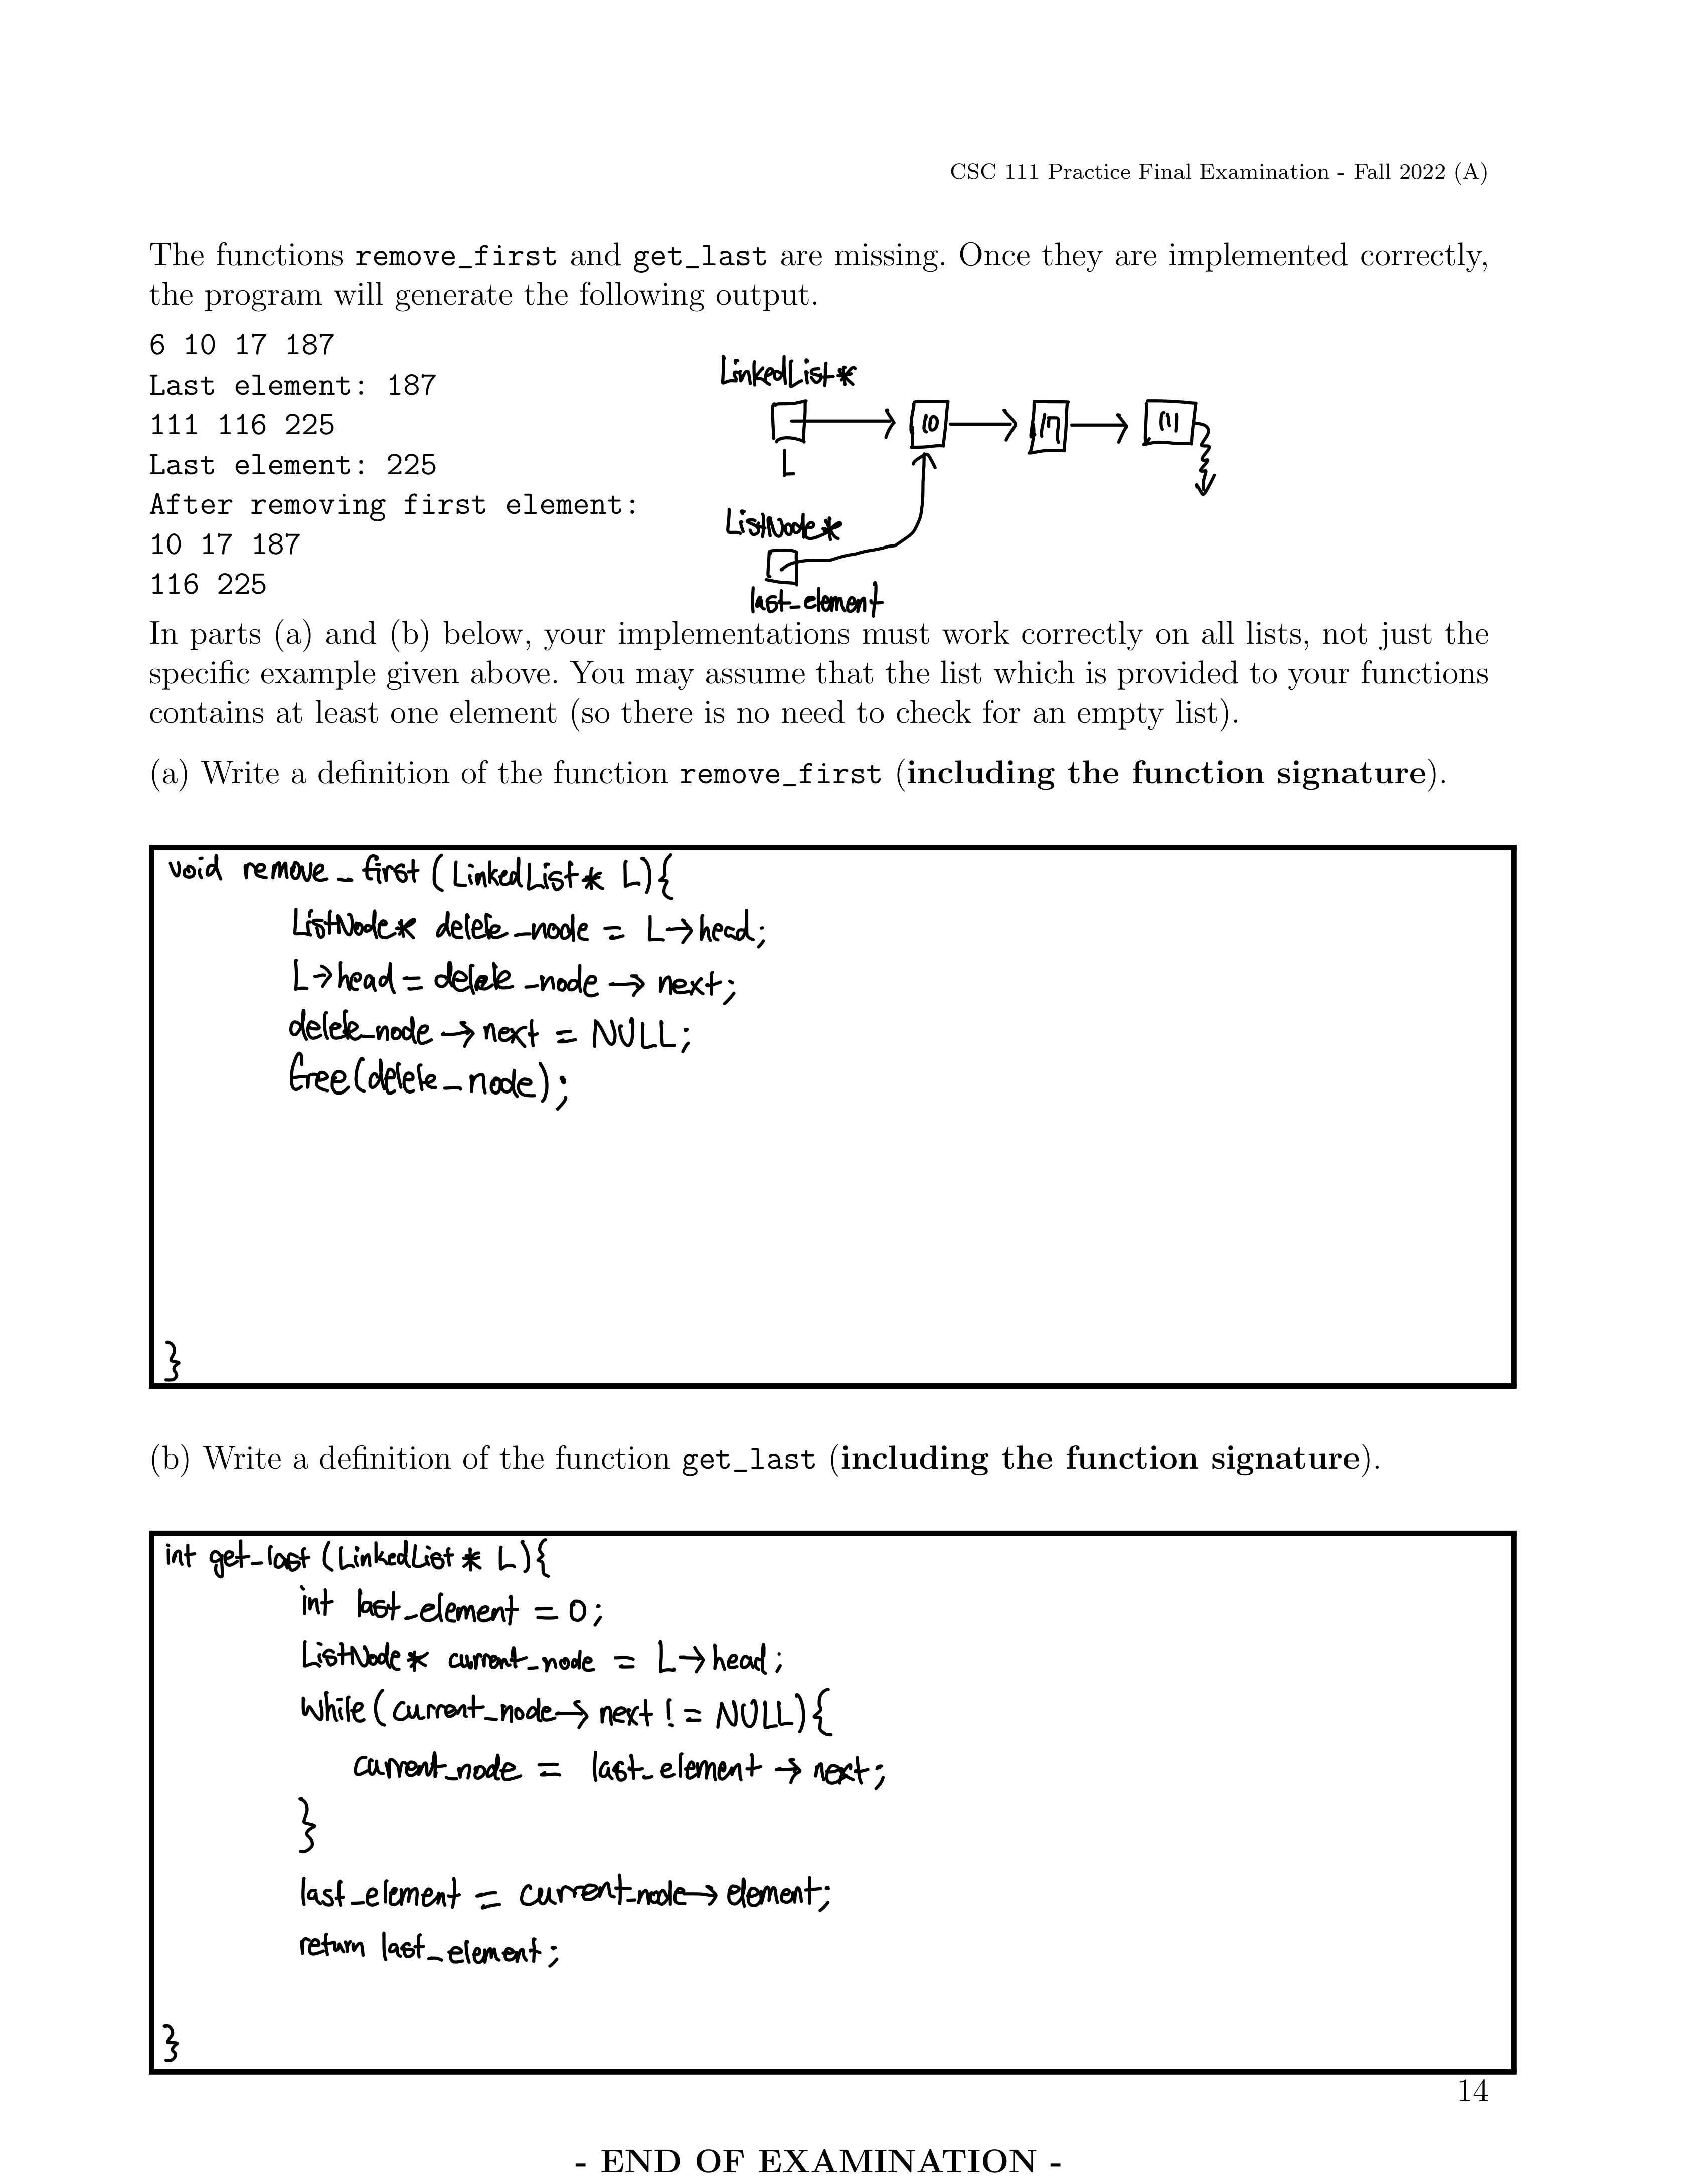 CSC 111 Practice Final Examination - Fall 2022 (A)
The functions remove_first and get_last are missing. Once they are implemented correctly,
the program will generate the following output.
6 10 17 187
Last element: 187
111 116 225
Last element: 225
After removing first element:
10 17 187
116 225
LinkedList*
10 17 111
L
ListNode*
last_element
In parts (a) and (b) below, your implementations must work correctly on all lists, not just the
specific example given above. You may assume that the list which is provided to your functions
contains at least one element (so there is no need to check for an empty list).
(a) Write a definition of the function remove_first (including the function signature).
void remove_first (LinkedList* L){
ListNode* delete_node = L→head;
L→head = delete_node → next;
delete_node → next = NULL;
free(delete_node);
}
(b) Write a definition of the function get_last (including the function signature).
int get_last (LinkedList* L){
int last_element = 0;
ListNode* current_node = L→head;
while(current_node→ next != NULL){
current_node = last_element → next;
}
last_element = current_node→ element;
return last_element;
}
14
- END OF EXAMINATION -